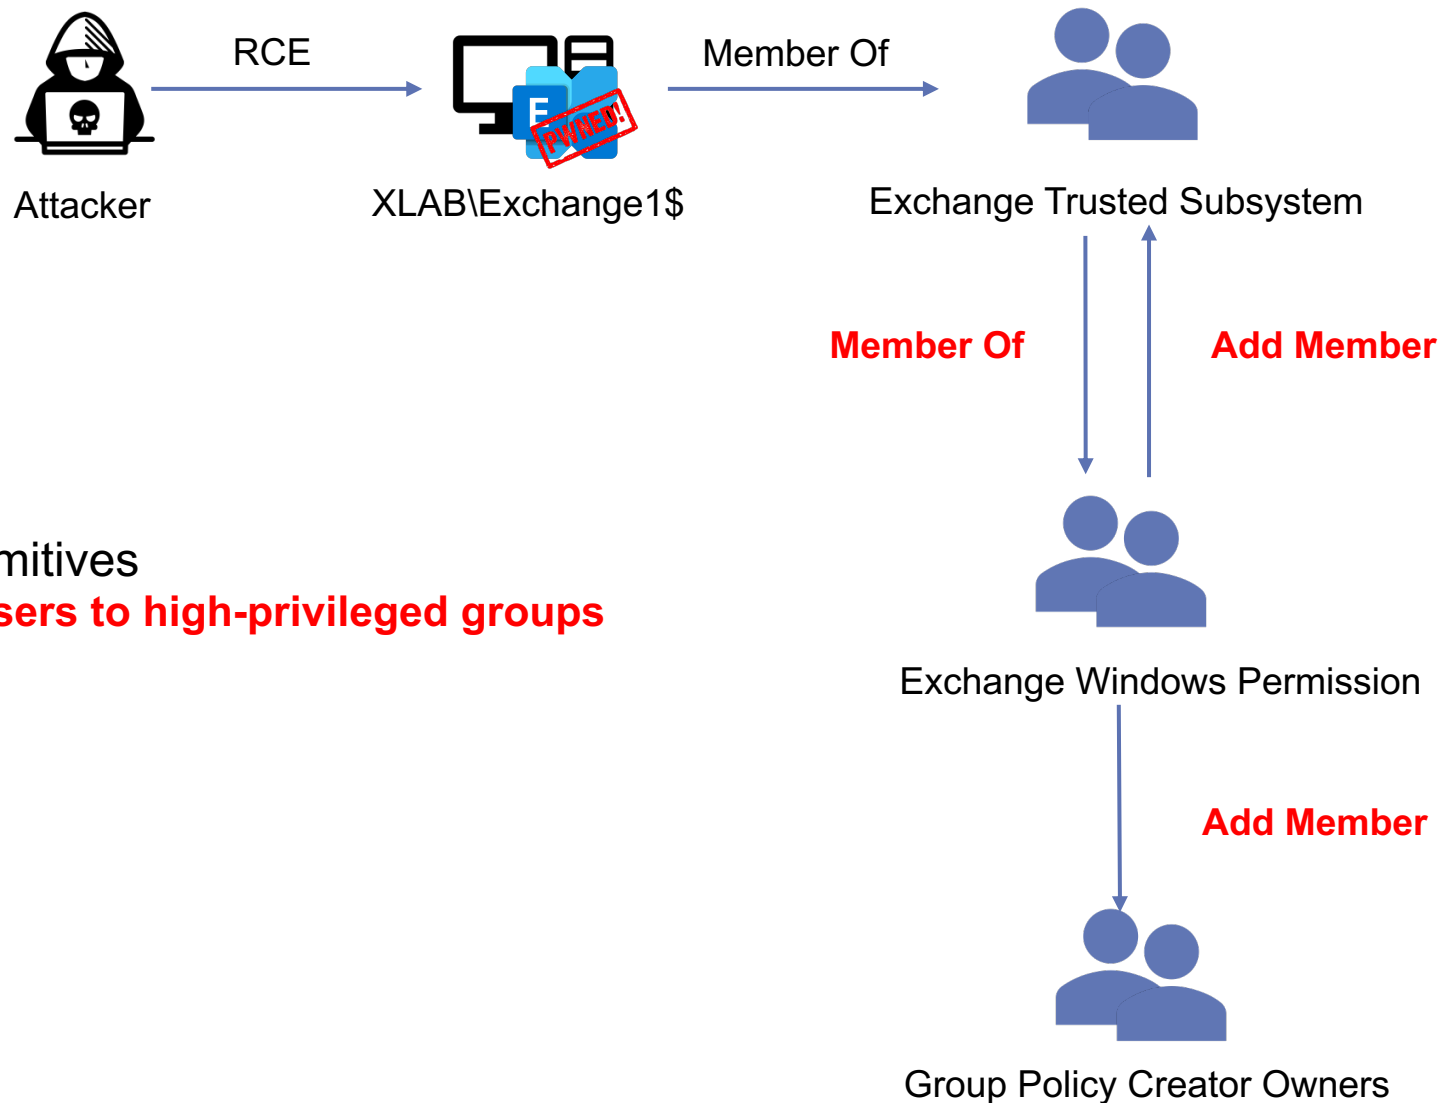 RCE
Member Of
E
PWNED!
Attacker
XLAB\Exchange1$
Exchange Trusted Subsystem
Member Of
Add Member
mitives
sers to high-privileged groups
Exchange Windows Permission
Add Member
Group Policy Creator Owners